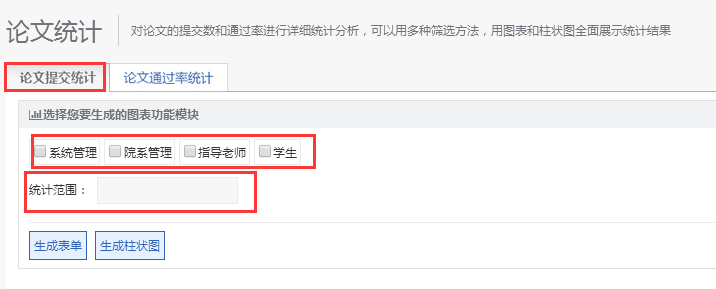 论文统计 对论文的提交数和通过率进行详细统计分析，可以用多种筛选方法，用图表和柱状图全面展示统计结果
论文提交统计 论文通过率统计
选择您要生成的图表功能模块
系统管理 院系管理 指导老师 学生
统计范围：
生成表单 生成柱状图